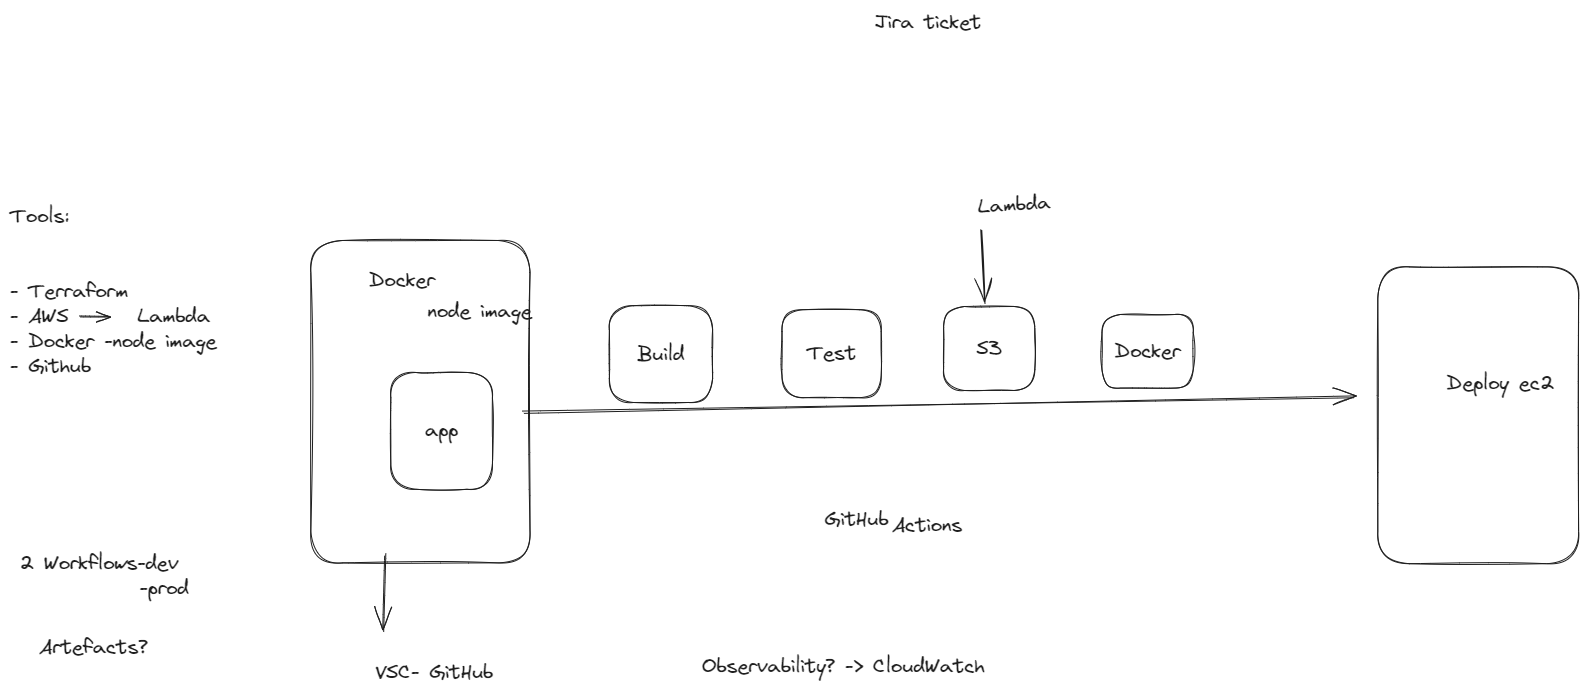 Jira ticket
Tools:
- Terraform
- AWS → Lambda
- Docker -node image
- Github
2 Workflows-dev
-prod
Artefacts?
Docker
node image
app
VSC- GitHub
Build
Test
Lambda
S3
Docker
GitHub Actions
Observability? -> CloudWatch
Deploy ec2